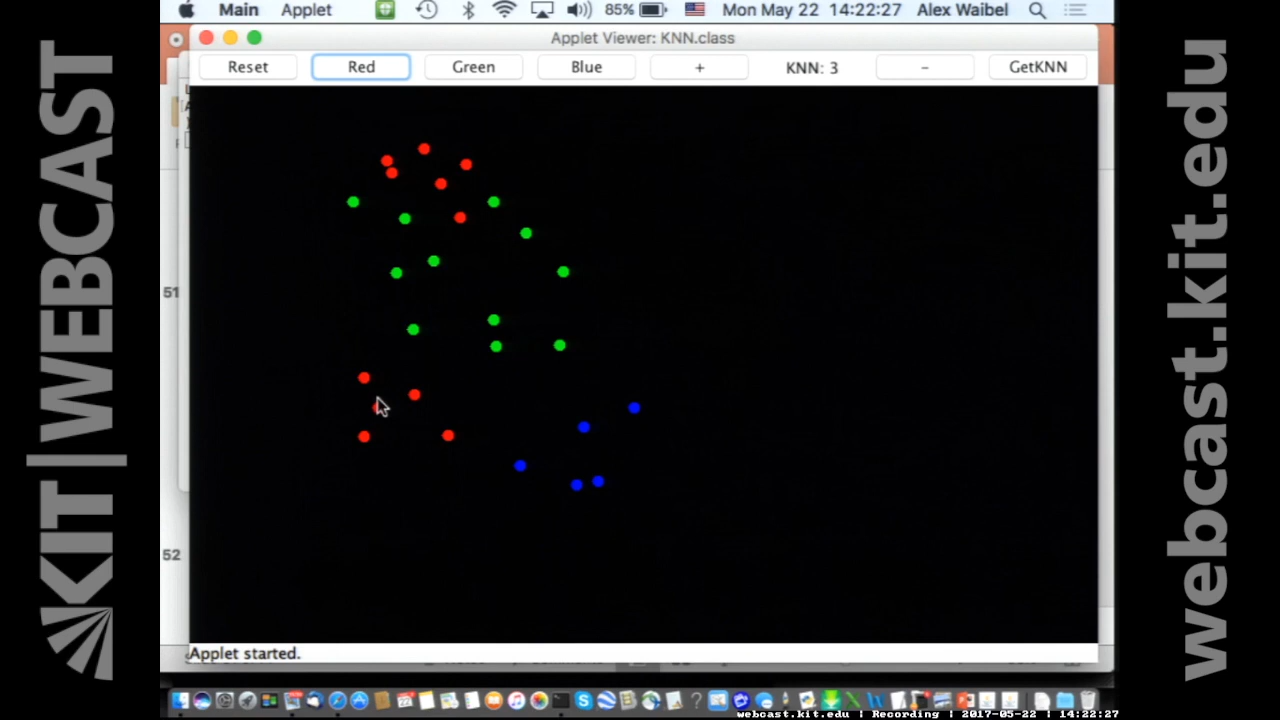 KIT | WEBCAST
Main Applet 85% Mon May 22 14:22:27 Alex Waibel
Applet Viewer: KNN.class
Reset Red Green Blue + KNN: 3 - GetKNN
51
52
Applet started.
webcast.kit.edu | Recording | 2017-05-22 | 14:22:27
webcast.kit.edu